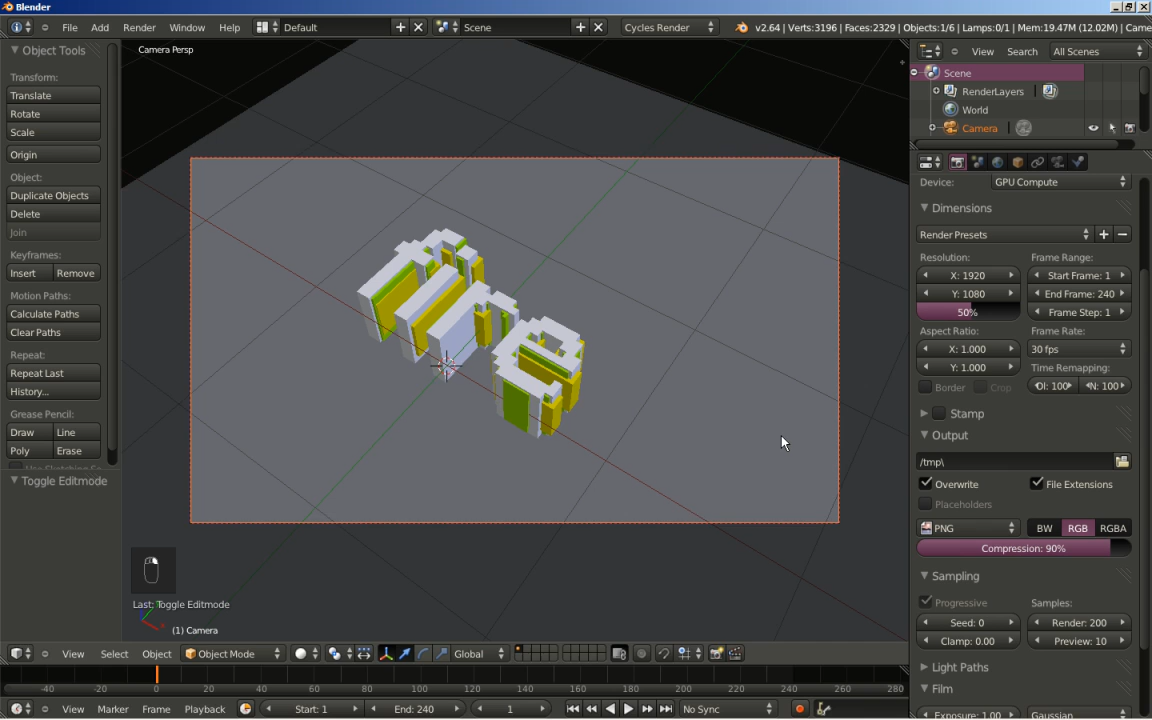 Blender
File Add Render Window Help Default Scene Cycles Render v2.64 | Verts:3196 | Faces:2329 | Objects:1/6 | Lamps:0/1 | Mem:19.47M (12.02M) | Came
Object Tools
Transform:
Translate
Rotate
Scale
Origin
Object:
Duplicate Objects
Delete
Join
Keyframes:
Insert Remove
Motion Paths:
Calculate Paths
Clear Paths
Repeat:
Repeat Last
History...
Grease Pencil:
Draw Line
Poly Erase
Toggle Editmode
Camera Persp
Last: Toggle Editmode
(1) Camera
View Search All Scenes
Scene
RenderLayers
World
Camera
Device: GPU Compute
Dimensions
Render Presets
Resolution: Frame Range:
X: 1920 Start Frame: 1
Y: 1080 End Frame: 240
50% Frame Step: 1
Aspect Ratio: Frame Rate:
X: 1.000 30 fps
Y: 1.000 Time Remapping:
Border Crop
Stamp
Output
/tmp\
Overwrite File Extensions
Placeholders
PNG BW RGB RGBA
Compression: 90%
Sampling
Progressive Samples:
Seed: 0 Render: 200
Clamp: 0.00 Preview: 10
Light Paths
Film
Exposure: 1.00 Gaussian
View Select Object Object Mode Global
-40 -20 0 20 40 60 80 100 120 140 160 180 200 220 240 260 280
View Marker Frame Playback Start: 1 End: 240 1 No Sync